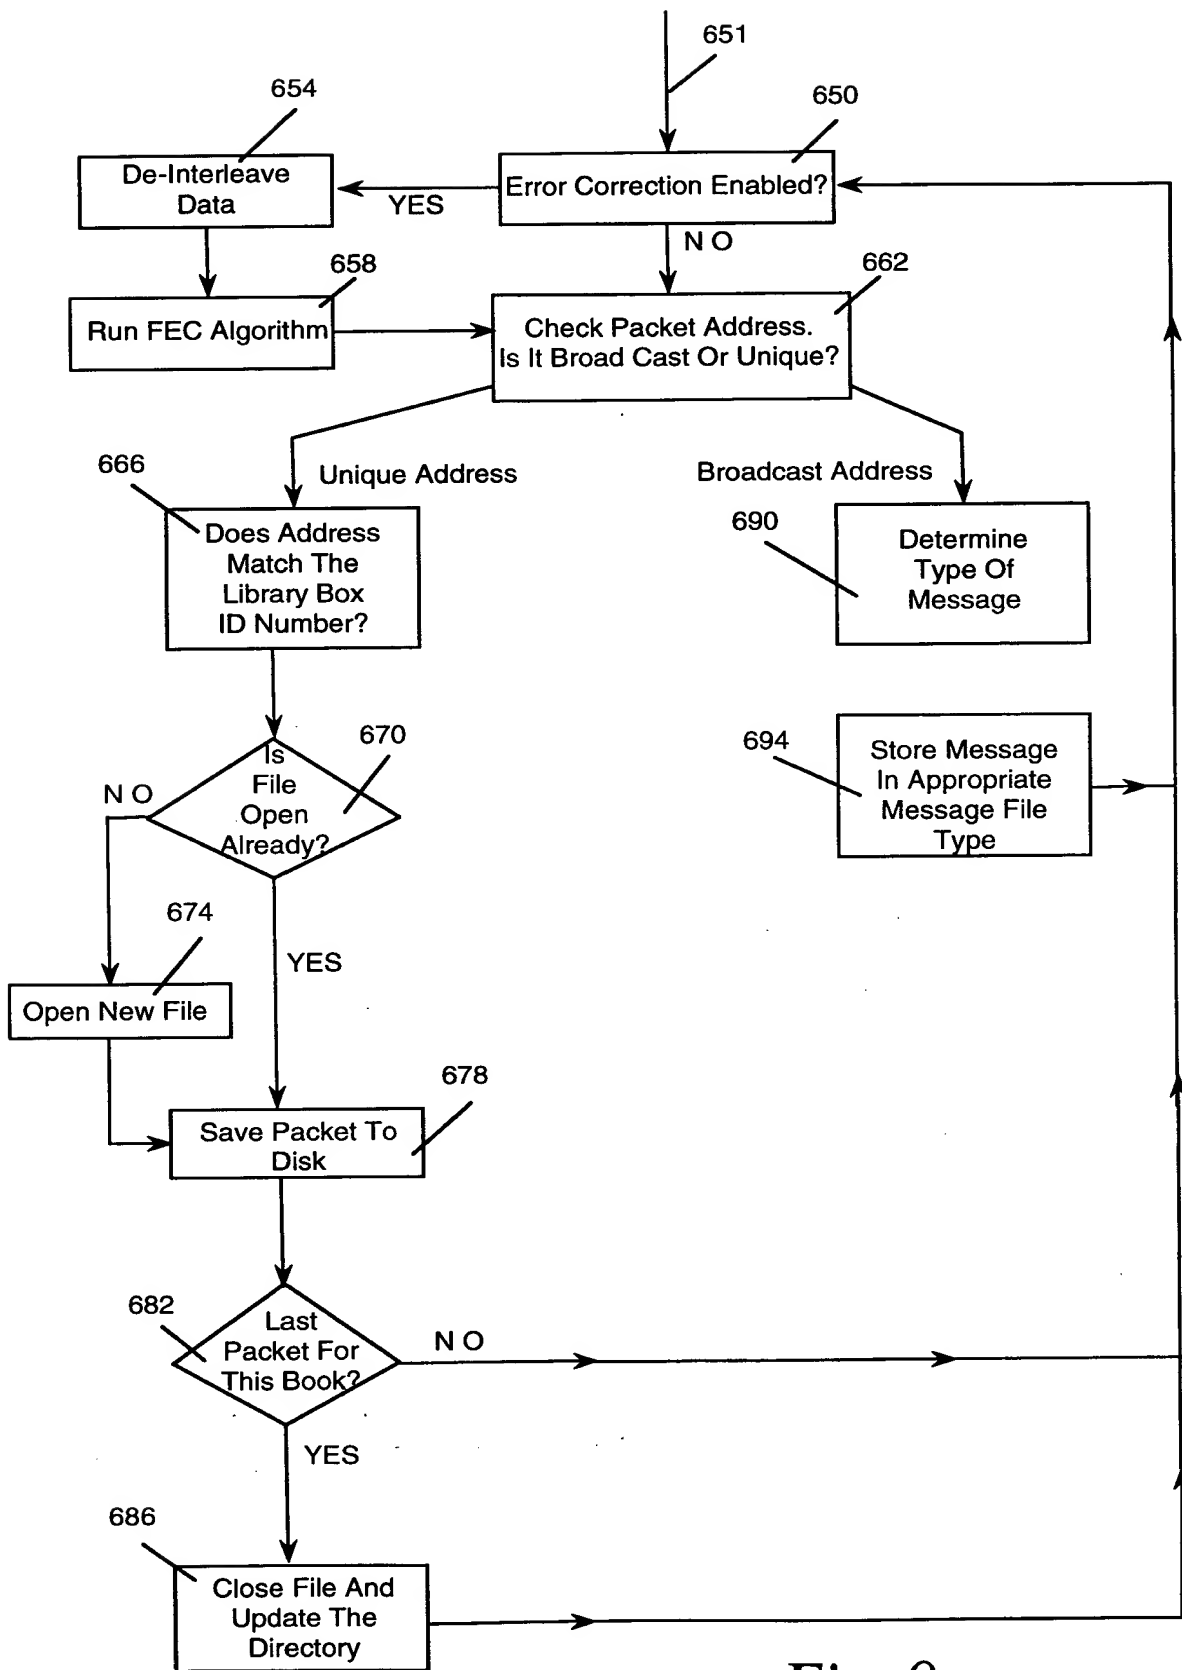 651
654
650
De-Interleave
Data
YES
Error Correction Enabled?
NO
658
662
Run FEC Algorithm
Check Packet Address.
Is It Broad Cast Or Unique?
666
Unique Address
Broadcast Address
Does Address
Match The
Library Box
ID Number?
690
Determine
Type Of
Message
670
Is
File
Open
Already?
NO
694
Store Message
In Appropriate
Message File
Type
674
YES
Open New File
678
Save Packet To
Disk
682
Last
Packet For
This Book?
NO
YES
686
Close File And
Update The
Directory